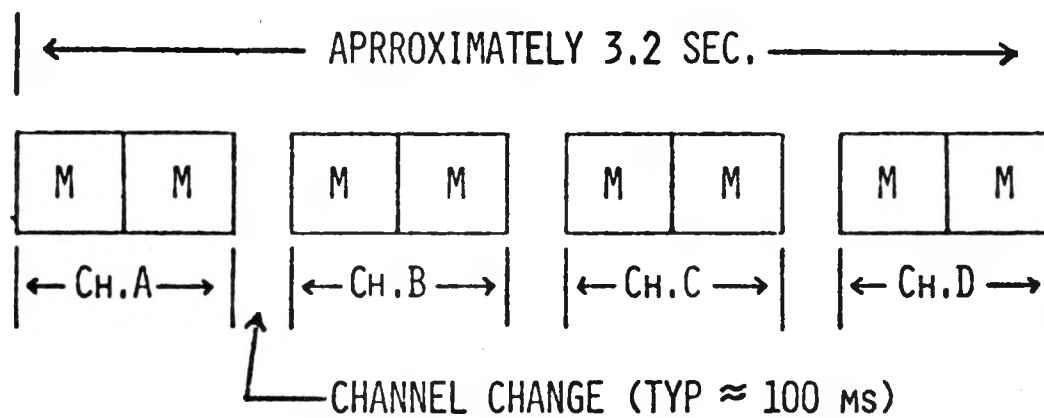 APRROXIMATELY 3.2 SEC.
M M M M M M M M
CH.A CH.B CH.C CH.D
CHANNEL CHANGE (TYP ≈ 100 MS)